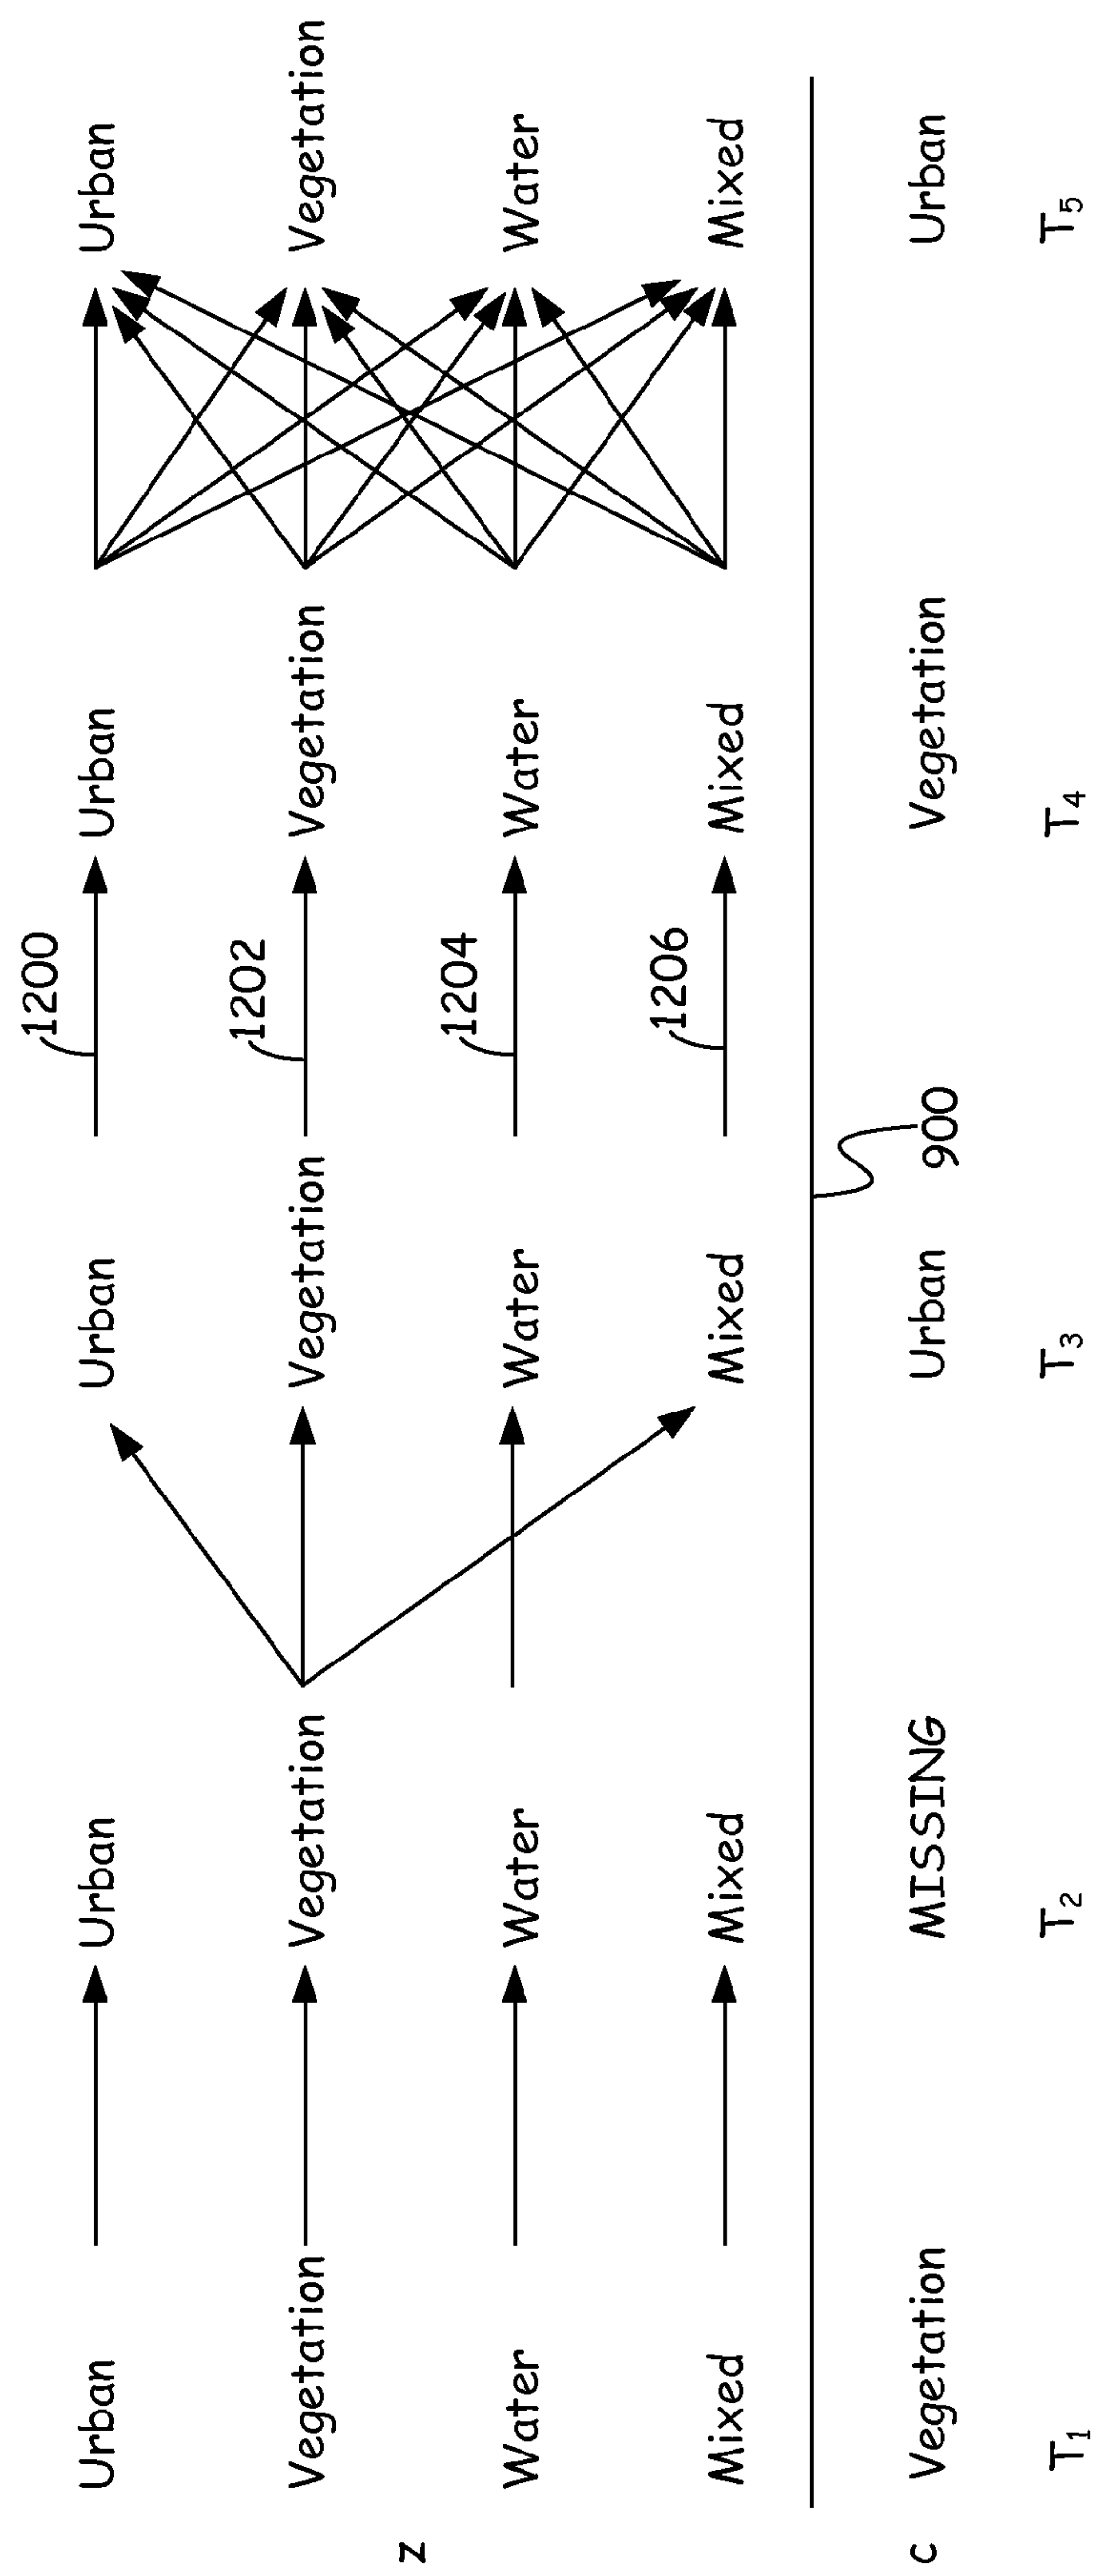 Urban Urban Urban 1200 Urban Urban
Vegetation Vegetation Vegetation 1202 Vegetation Vegetation
z
Water Water Water 1204 Water Water
Mixed Mixed Mixed 1206 Mixed Mixed
900
c Vegetation MISSING Urban Vegetation Urban
T1 T2 T3 T4 T5